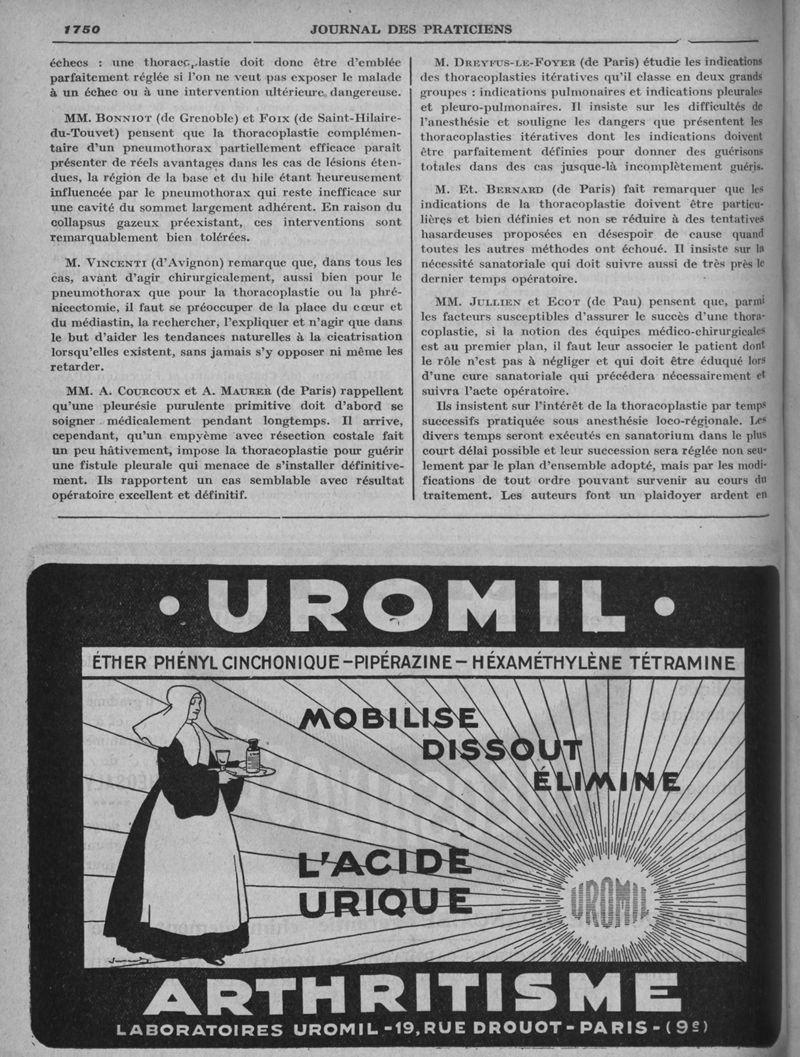 1750
JOURNAL DES PRATICIENS
échecs : une thoracoplastie doit donc être d'emblée
parfaitement réglée si l'on ne veut pas exposer le malade
à un échec ou à une intervention ultérieure dangereuse.
MM. BONNIOT (de Grenoble) et FOIX (de Saint-Hilaire-
du-Touvet) pensent que la thoracoplastie complémen-
taire d'un pneumothorax partiellement efficace paraît
présenter de réels avantages dans les cas de lésions éten-
dues, la région de la base et du hile étant heureusement
influencée par le pneumothorax qui reste inefficace sur
une cavité du sommet largement adhérent. En raison du
collapsus gazeux préexistant, ces interventions sont
remarquablement bien tolérées.
M. VINCENTI (d'Avignon) remarque que, dans tous les
cas, avant d'agir chirurgicalement, aussi bien pour le
pneumothorax que pour la thoracoplastie ou la phré-
nicectomie, il faut se préoccuper de la place du cœur et
du médiastin, la rechercher, l'expliquer et n'agir que dans
le but d'aider les tendances naturelles à la cicatrisation
lorsqu'elles existent, sans jamais s'y opposer ni même les
retarder.
MM. A. COURCOUX et A. MAURER (de Paris) rappellent
qu'une pleurésie purulente primitive doit d'abord se
soigner médicalement pendant longtemps. Il arrive,
cependant, qu'un empyème avec résection costale fait
un peu hâtivement, impose la thoracoplastie pour guérir
une fistule pleurale qui menace de s'installer définitive-
ment. Ils rapportent un cas semblable avec résultat
opératoire excellent et définitif.
M. DREYFUS-LE-FOYER (de Paris) étudie les indications
des thoracoplasties itératives qu'il classe en deux grands
groupes : indications pulmonaires et indications pleurales
et pleuro-pulmonaires. Il insiste sur les difficultés de
l'anesthésie et souligne les dangers que présentent les
thoracoplasties itératives dont les indications doivent
être parfaitement définies pour donner des guérisons
totales dans des cas jusque-là incomplètement guéris.
M. Et. BERNARD (de Paris) fait remarquer que les
indications de la thoracoplastie doivent être particu-
lières et bien définies et non se réduire à des tentatives
hasardeuses proposées en désespoir de cause quand
toutes les autres méthodes ont échoué. Il insiste sur la
nécessité sanatoriale qui doit suivre aussi de très près le
dernier temps opératoire.
MM. JULLIEN et ECOT (de Pau) pensent que, parmi
les facteurs susceptibles d'assurer le succès d'une thora-
coplastie, si la notion des équipes médico-chirurgicales
est au premier plan, il faut leur associer le patient dont
le rôle n'est pas à négliger et qui doit être éduqué lors
d'une cure sanatoriale qui précédera nécessairement et
suivra l'acte opératoire.
Ils insistent sur l'intérêt de la thoracoplastie par temps
successifs pratiquée sous anesthésie loco-régionale. Les
divers temps seront exécutés en sanatorium dans le plus
court délai possible et leur succession sera réglée non seu-
lement par le plan d'ensemble adopté, mais par les modi-
fications de tout ordre pouvant survenir au cours du
traitement. Les auteurs font un plaidoyer ardent en
• UROMIL •
ÉTHER PHÉNYL CINCHONIQUE – PIPÉRAZINE – HÉXAMÉTHYLÈNE TÉTRAMINE
MOBILISE
DISSOUT
ÉLIMINE
L'ACIDE
URIQUE
UROMIL
ARTHRITISME
LABORATOIRES UROMIL - 19, RUE DROUOT - PARIS - (9e)